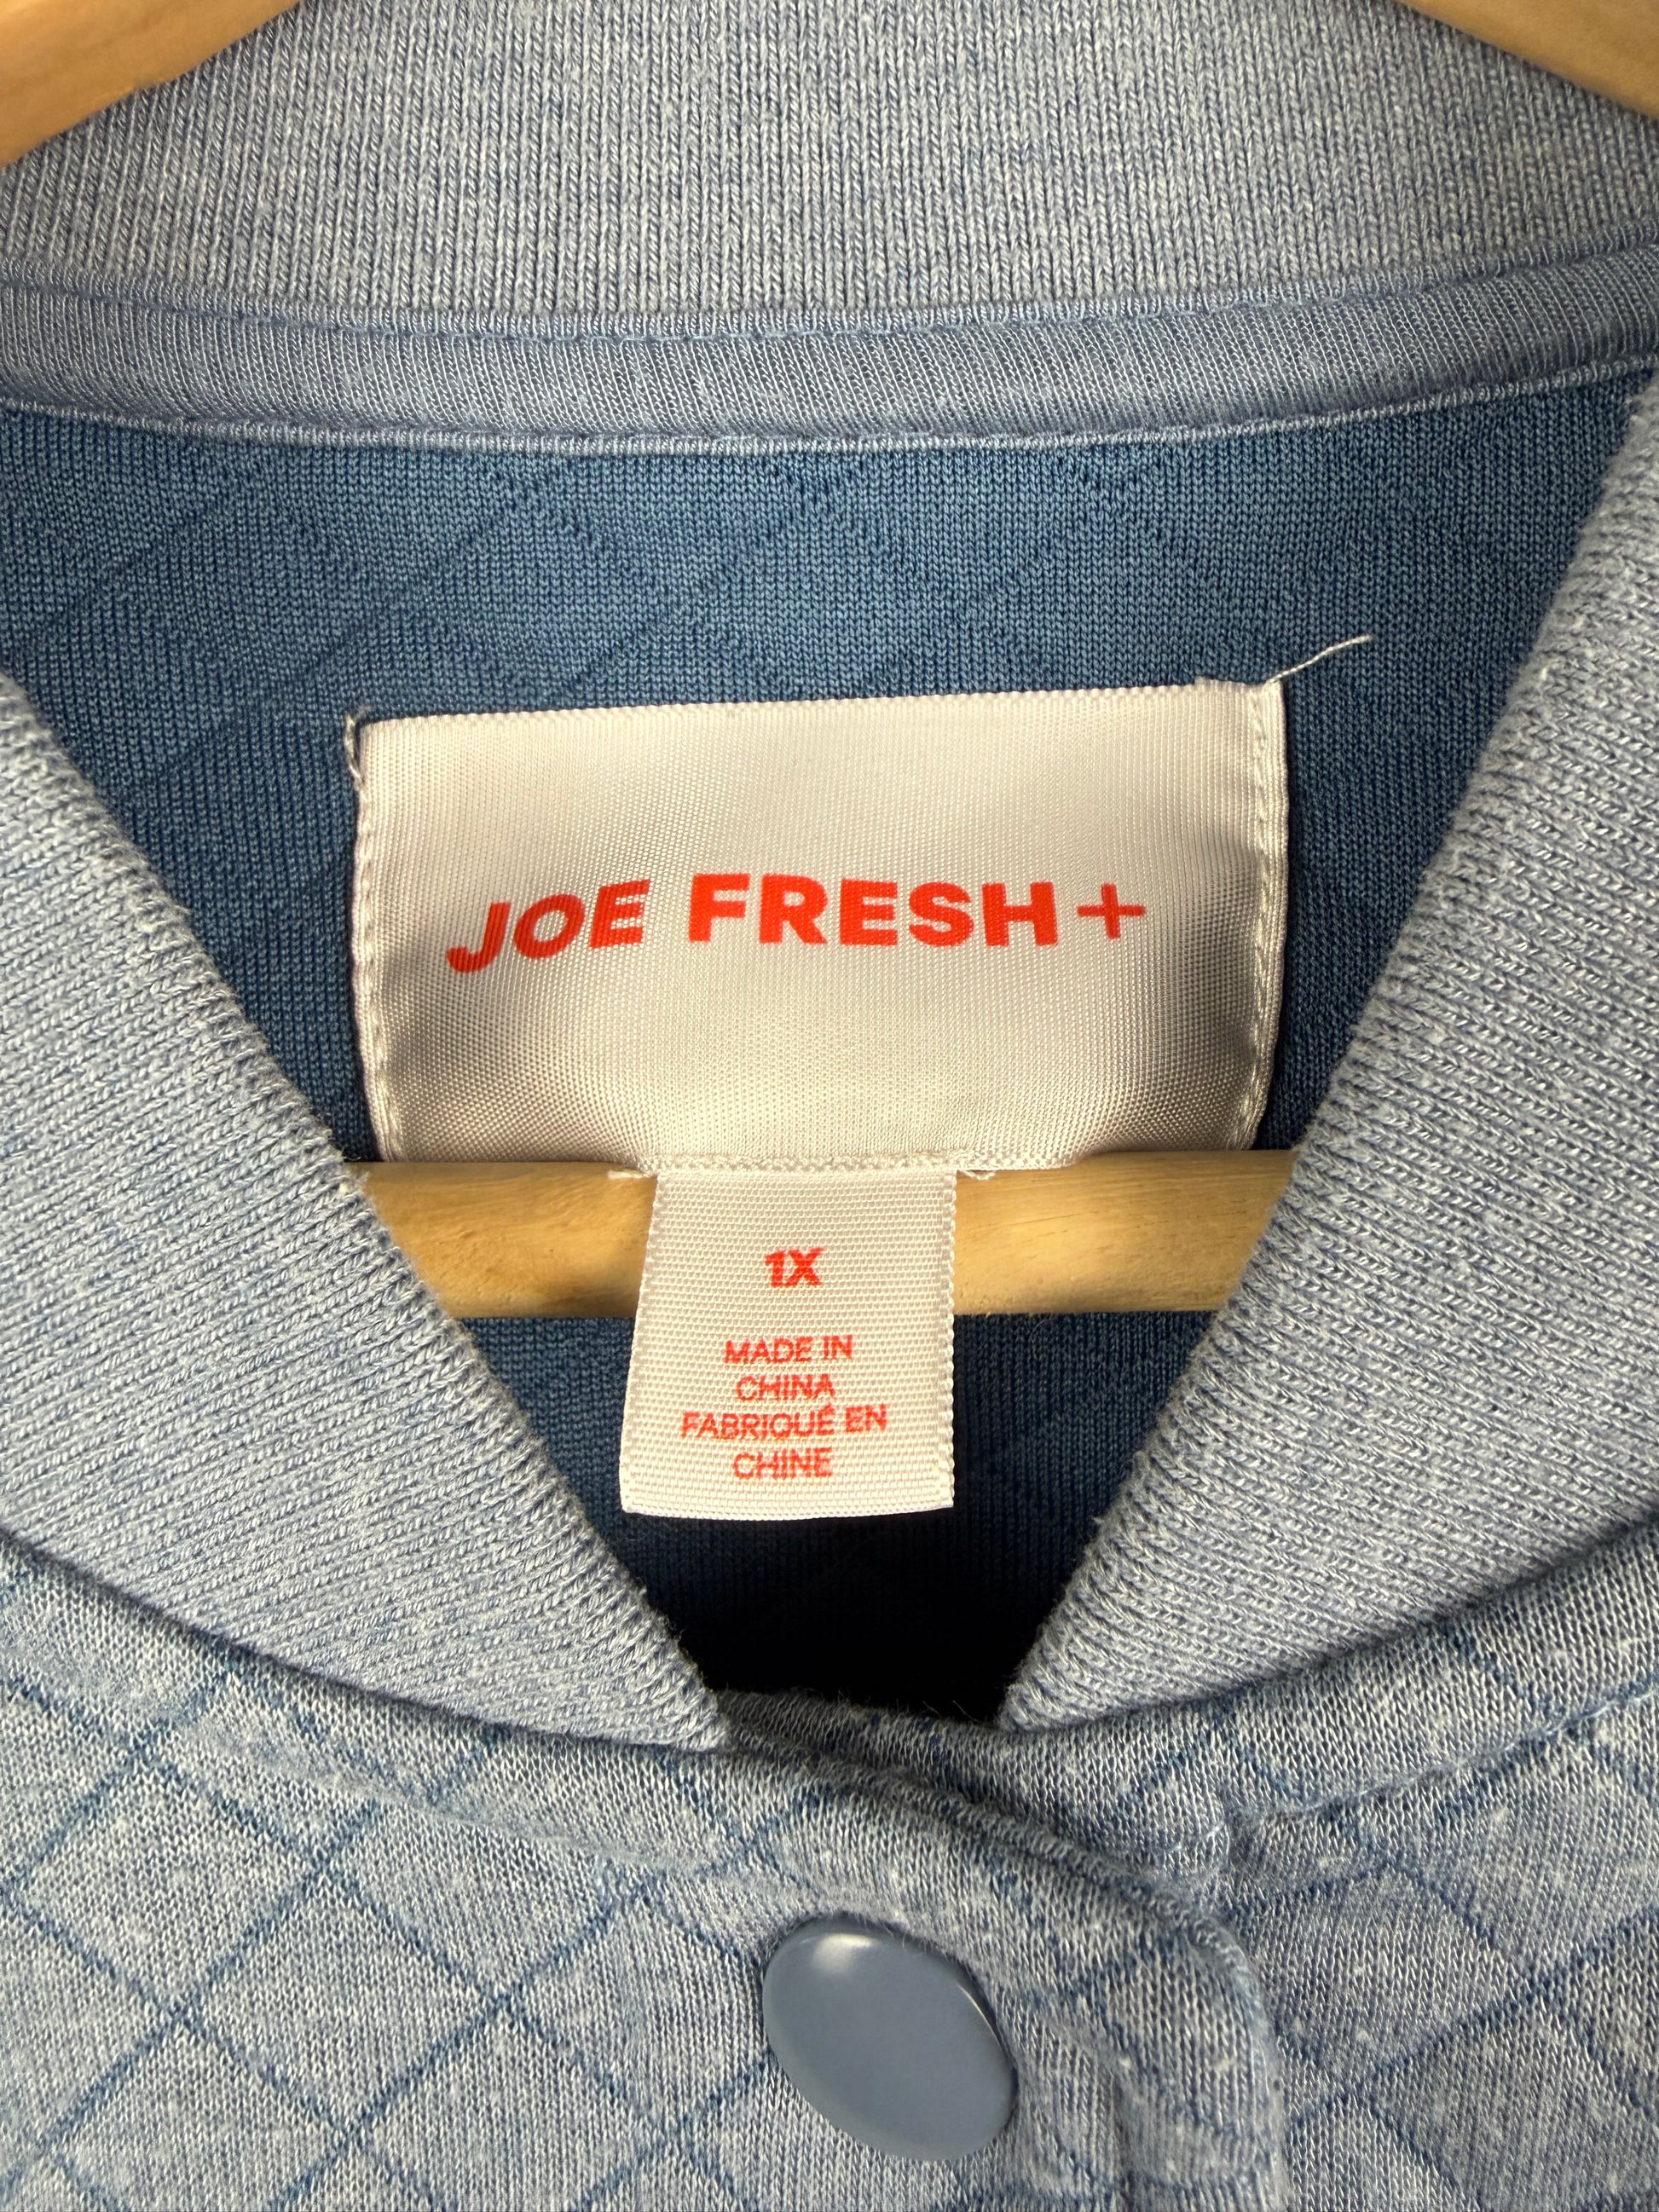 JOE FRESH +
1X
MADE IN
CHINA
FABRIQUÉ EN
CHINE